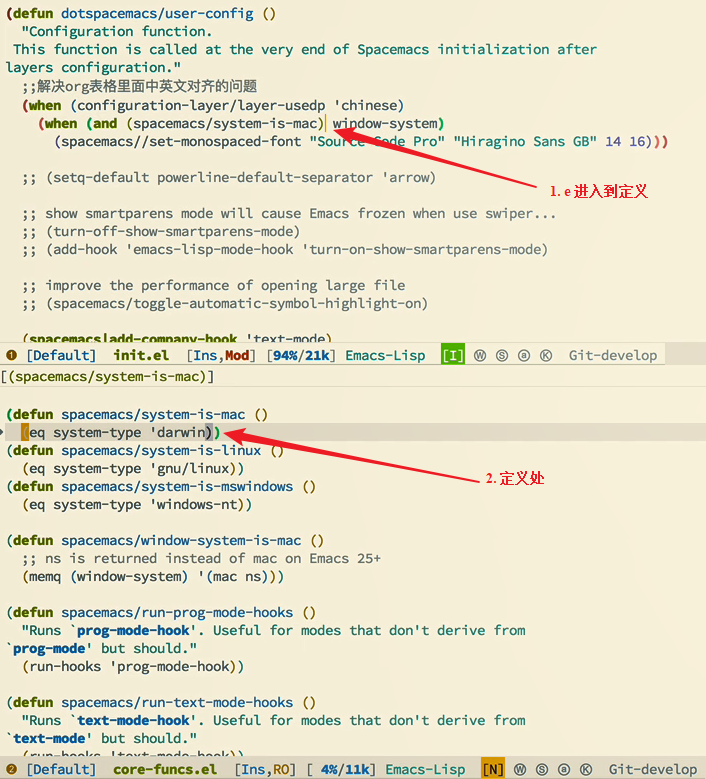 (defun dotspacemacs/user-config ()
"Configuration function.
This function is called at the very end of Spacemacs initialization after
layers configuration."
;;解决org表格里面中英文对齐的问题
(when (configuration-layer/layer-usedp 'chinese)
(when (and (spacemacs/system-is-mac) window-system)
(spacemacs//set-monospaced-font "Source Code Pro" "Hiragino Sans GB" 14 16)))
;; (setq-default powerline-default-separator 'arrow)
1. e 进入到定义
;; show smartparens mode will cause Emacs frozen when use swiper...
;; (turn-off-show-smartparens-mode)
;; (add-hook 'emacs-lisp-mode-hook 'turn-on-show-smartparens-mode)
;; improve the performance of opening large file
;; (spacemacs/toggle-automatic-symbol-highlight-on)
(spacemacs|add-company-hook 'text-mode)
❶ [Default] init.el [Ins,Mod] [94%/21k] Emacs-Lisp [I] Ⓦ Ⓢ ⓐ Ⓚ Git-develop
[(spacemacs/system-is-mac)]
(defun spacemacs/system-is-mac ()
(eq system-type 'darwin))
(defun spacemacs/system-is-linux ()
(eq system-type 'gnu/linux))
2. 定义处
(defun spacemacs/system-is-mswindows ()
(eq system-type 'windows-nt))
(defun spacemacs/window-system-is-mac ()
;; ns is returned instead of mac on Emacs 25+
(memq (window-system) '(mac ns)))
(defun spacemacs/run-prog-mode-hooks ()
"Runs `prog-mode-hook'. Useful for modes that don't derive from
`prog-mode' but should."
(run-hooks 'prog-mode-hook))
(defun spacemacs/run-text-mode-hooks ()
"Runs `text-mode-hook'. Useful for modes that don't derive from
`text-mode' but should."
(run-hooks 'text-mode-hook))
❷ [Default] core-funcs.el [Ins,RO] [ 4%/11k] Emacs-Lisp [N] Ⓦ Ⓢ ⓐ Ⓚ Git-develop